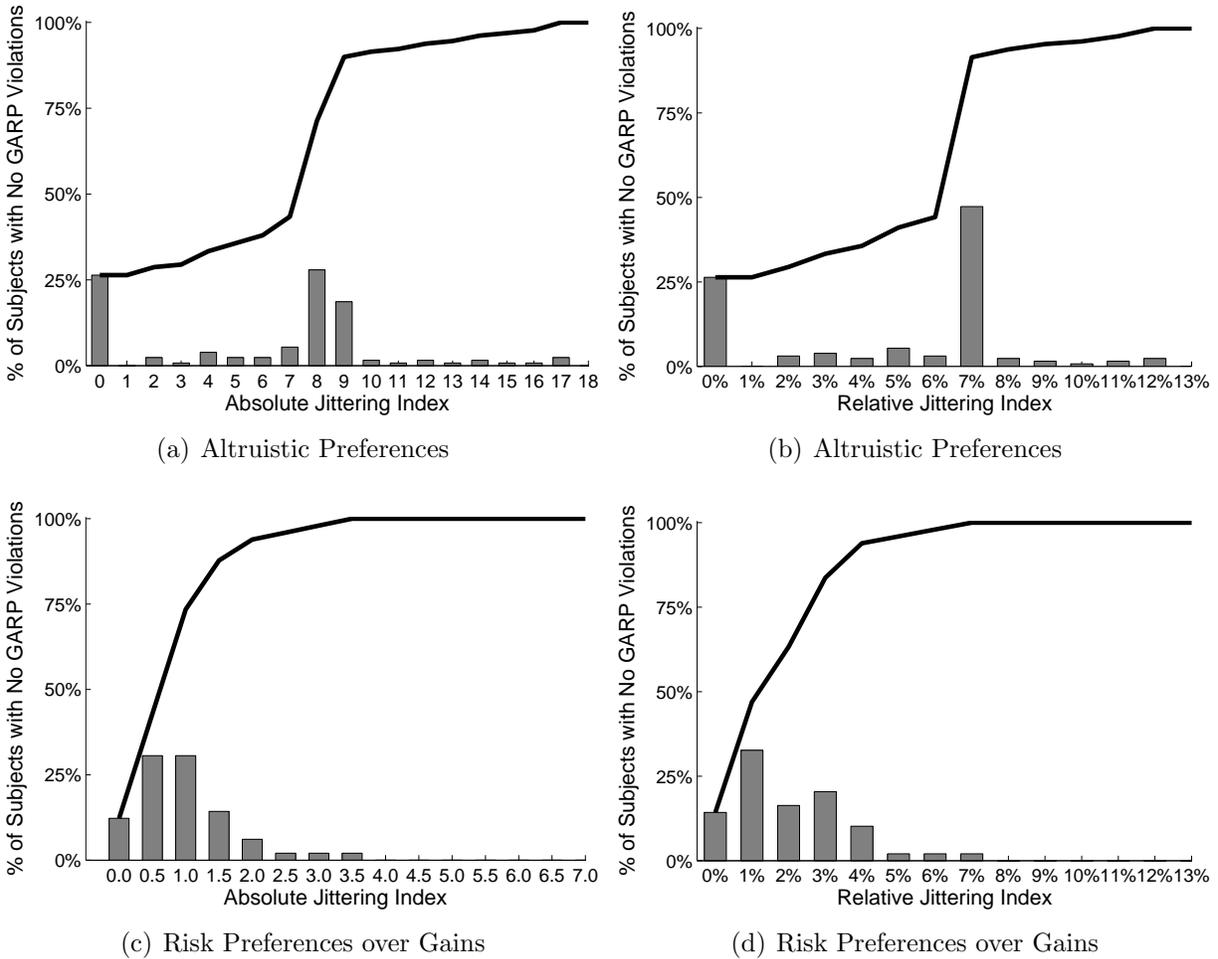 % of Subjects with No GARP Violations
100%
75%
50%
25%
0%
0 1 2 3 4 5 6 7 8 9 10 11 12 13 14 15 16 17 18
Absolute Jittering Index
(a) Altruistic Preferences
% of Subjects with No GARP Violations
100%
75%
50%
25%
0%
0% 1% 2% 3% 4% 5% 6% 7% 8% 9% 10% 11% 12% 13%
Relative Jittering Index
(b) Altruistic Preferences
% of Subjects with No GARP Violations
100%
75%
50%
25%
0%
0.0 0.5 1.0 1.5 2.0 2.5 3.0 3.5 4.0 4.5 5.0 5.5 6.0 6.5 7.0
Absolute Jittering Index
(c) Risk Preferences over Gains
% of Subjects with No GARP Violations
100%
75%
50%
25%
0%
0% 1% 2% 3% 4% 5% 6% 7% 8% 9% 10% 11% 12% 13%
Relative Jittering Index
(d) Risk Preferences over Gains